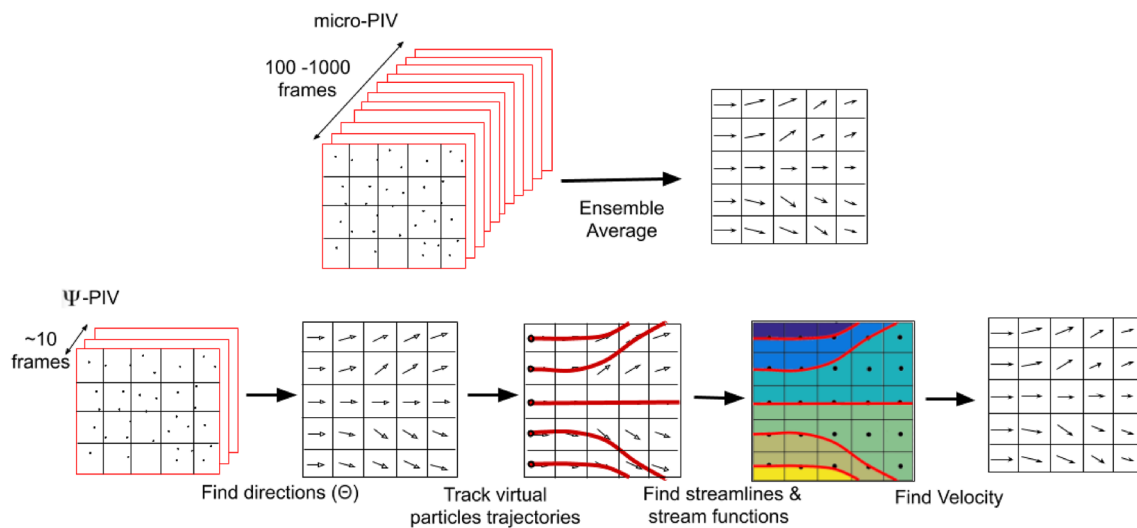 micro-PIV
100 -1000
frames
Ensemble
Average
Ψ-PIV
~10
frames
Find directions (Θ)
Track virtual
particles trajectories
Find streamlines &
stream functions
Find Velocity